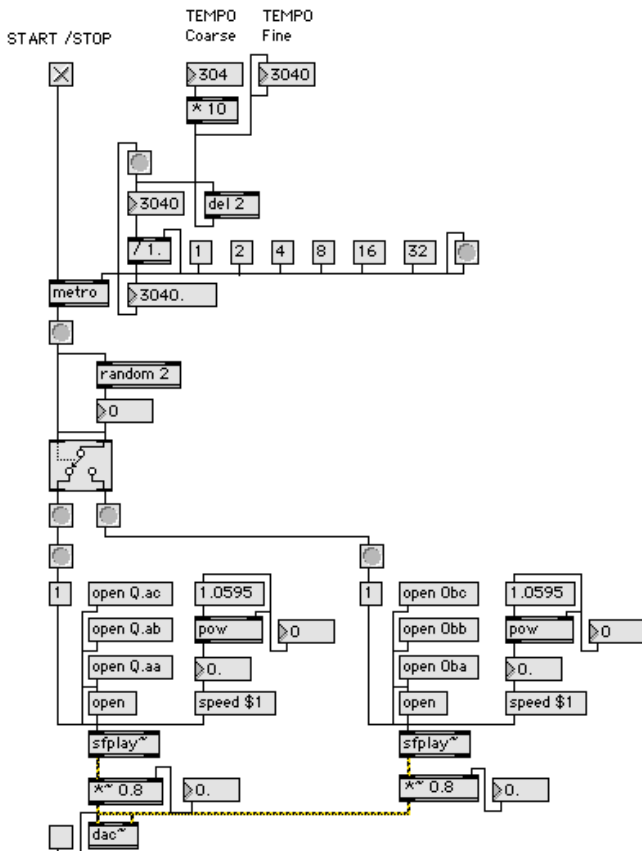 TEMPO TEMPO
START /STOP Coarse Fine
304 3040
* 10
3040 del 2
/ 1. 1 2 4 8 16 32
metro 3040.
random 2
0
1 open Q.ac 1.0595 1 open Obc 1.0595
open Q.ab pow 0 open Obb pow 0
open Q.aa 0. open Oba 0.
open speed $1 open speed $1
sfplay~ sfplay~
*~ 0.8 0. *~ 0.8 0.
dac~